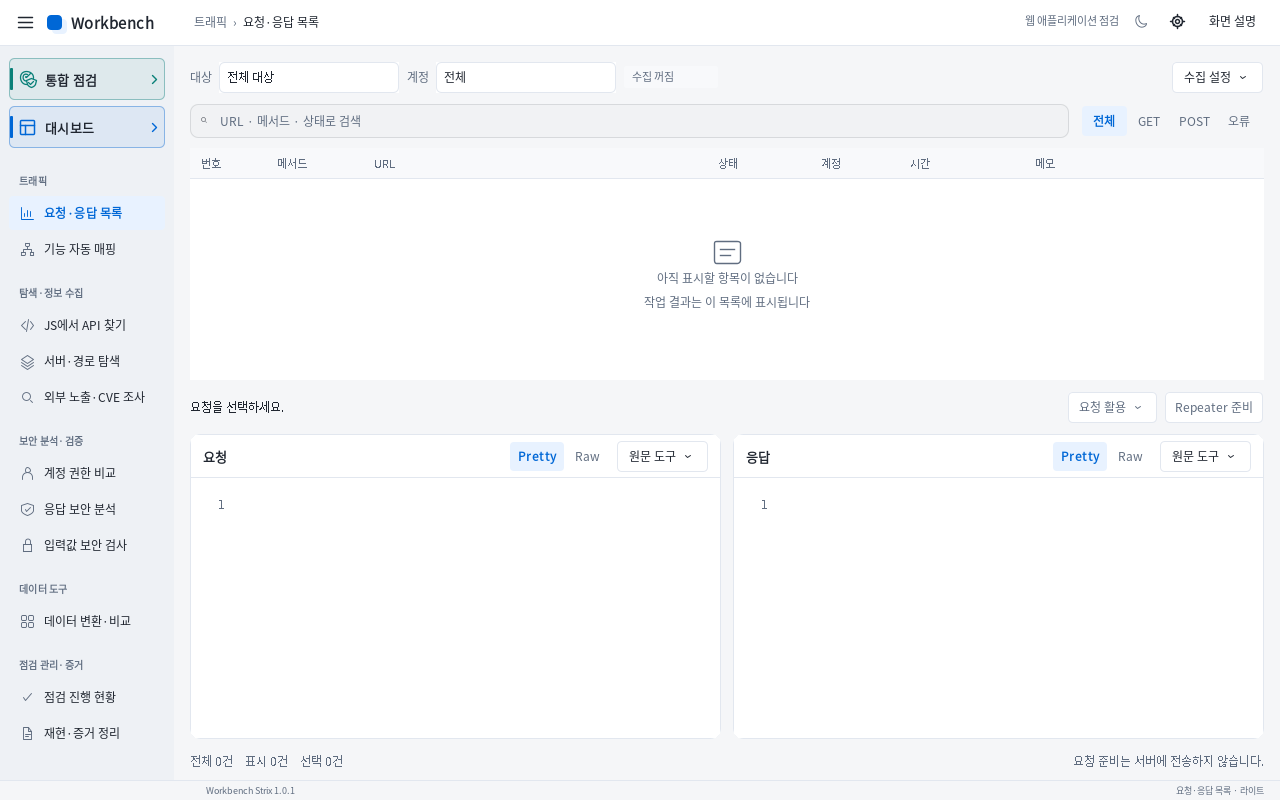 Workbench
트래픽 › 요청·응답 목록
웹 애플리케이션 점검
화면 설명
통합 점검
대시보드
트래픽
요청·응답 목록
기능 자동 매핑
탐색·정보 수집
JS에서 API 찾기
서버·경로 탐색
외부 노출·CVE 조사
보안 분석·검증
계정 권한 비교
응답 보안 분석
입력값 보안 검사
데이터 도구
데이터 변환·비교
점검 관리·증거
점검 진행 현황
재현·증거 정리
대상 전체 대상 계정 전체 수집 꺼짐 수집 설정
URL · 메서드 · 상태로 검색 전체 GET POST 오류
번호 메서드 URL 상태 계정 시간 메모
아직 표시할 항목이 없습니다
작업 결과는 이 목록에 표시됩니다
요청을 선택하세요. 요청 활용 Repeater 준비
요청 Pretty Raw 원문 도구
1
응답 Pretty Raw 원문 도구
1
전체 0건 표시 0건 선택 0건 요청 준비는 서버에 전송하지 않습니다.
Workbench Strix 1.0.1 요청·응답 목록 · 라이트